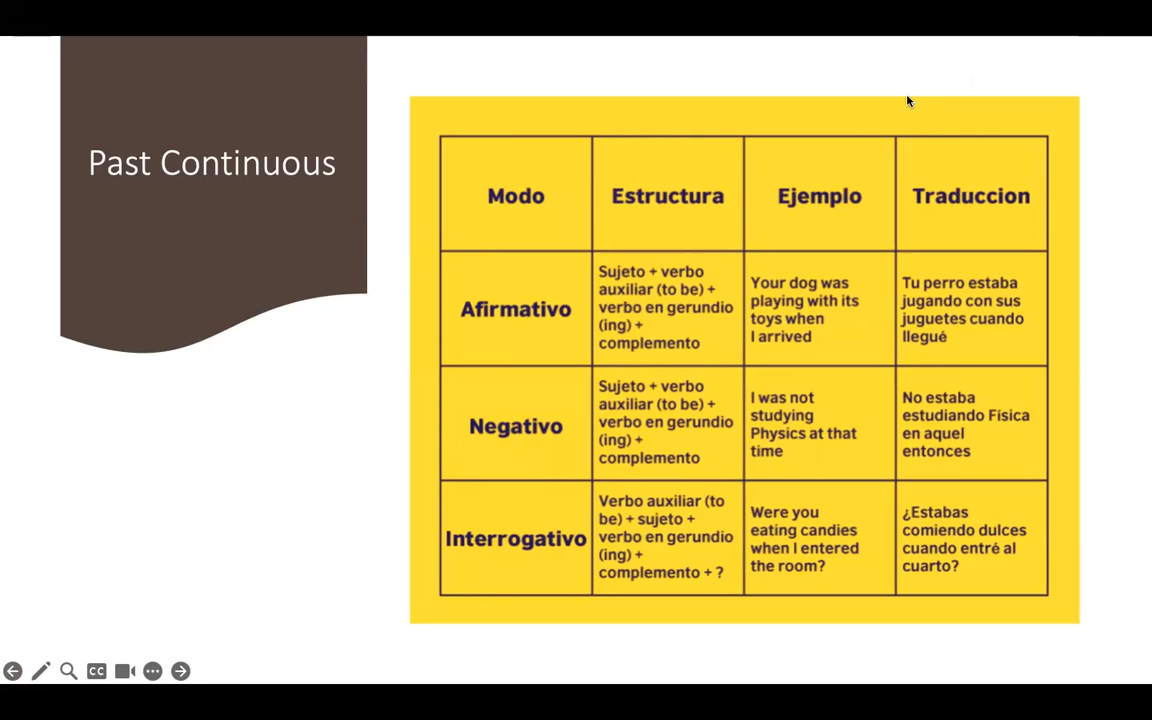 Past Continuous
Modo
Estructura
Ejemplo
Traduccion
Afirmativo
Sujeto + verbo
auxiliar (to be) +
verbo en gerundio
(ing) +
complemento
Your dog was
playing with its
toys when
I arrived
Tu perro estaba
jugando con sus
juguetes cuando
llegué
Negativo
Sujeto + verbo
auxiliar (to be) +
verbo en gerundio
(ing) +
complemento
I was not
studying
Physics at that
time
No estaba
estudiando Física
en aquel
entonces
Interrogativo
Verbo auxiliar (to
be) + sujeto +
verbo en gerundio
(ing) +
complemento + ?
Were you
eating candies
when I entered
the room?
¿Estabas
comiendo dulces
cuando entré al
cuarto?
CC